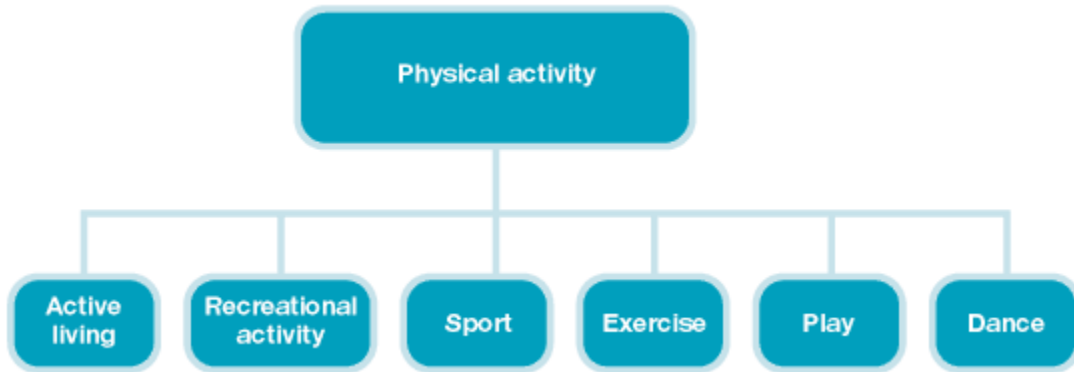 Physical activity
Active
living
Recreational
activity
Sport
Exercise
Play
Dance